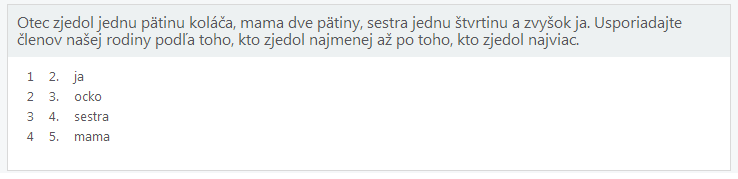 Otec zjedol jednu pätinu koláča, mama dve pätiny, sestra jednu štvrtinu a zvyšok ja. Usporiadajte
členov našej rodiny podľa toho, kto zjedol najmenej až po toho, kto zjedol najviac.
1 2. ja
2 3. ocko
3 4. sestra
4 5. mama